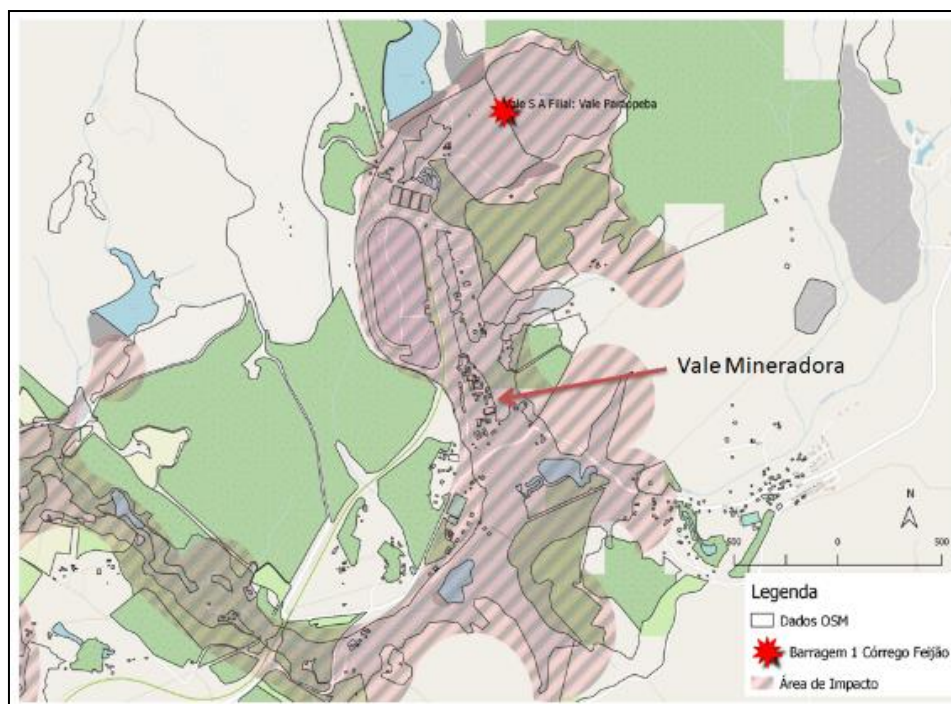 Vale S A Filial: Vale Paraopeba
Vale Mineradora
N
500
0
500
Legenda
Dados OSM
Barragem 1 Córrego Feijão
Área de Impacto